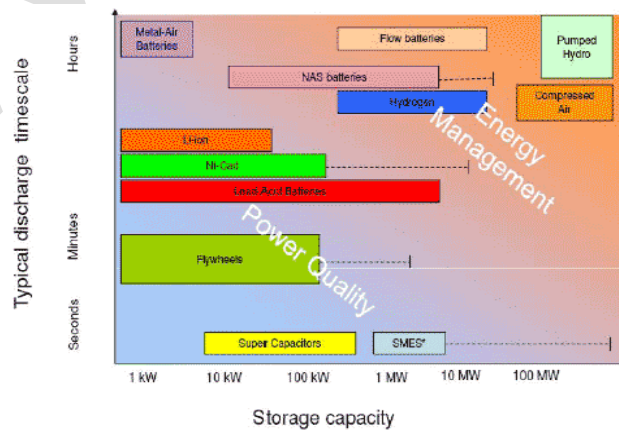 Metal-Air
Batteries
Flow batteries
Pumped
Hydro
NAS batteries
Hydrogen
Compressed
Air
Energy
Management
Li-ion
Ni-Cad
Lead-Acid Batteries
Power Quality
Flywheels
Super Capacitors
SMES*
Typical discharge timescale
Hours
Minutes
Seconds
1 kW
10 kW
100 kW
1 MW
10 MW
100 MW
Storage capacity